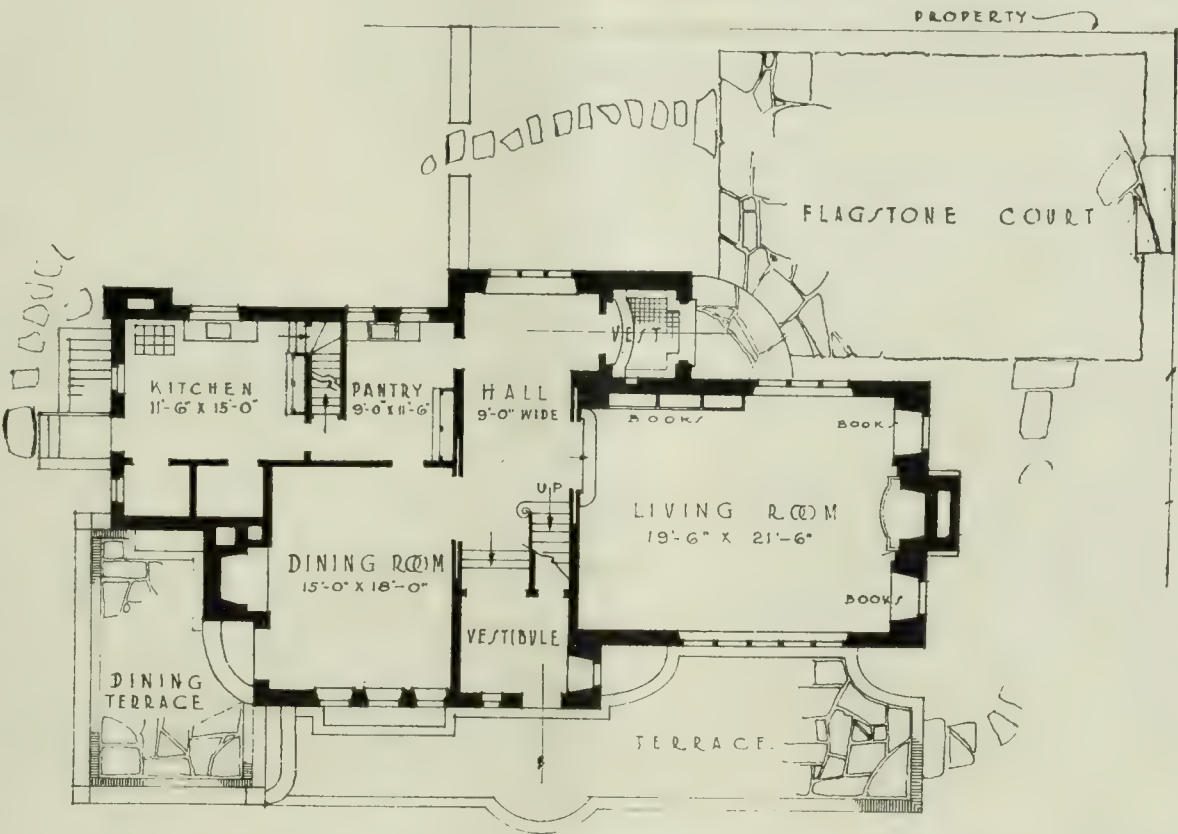 PROPERTY
FLAGSTONE COURT
VEST.
KITCHEN
11'-6" X 15'-0"
PANTRY
9'-0" X 11'-6"
HALL
9'-0" WIDE
BOOKS
BOOKS
UP
LIVING ROOM
19'-6" X 21'-6"
DINING ROOM
15'-0" X 18'-0"
BOOKS
VESTIBULE
DINING
TERRACE
TERRACE.